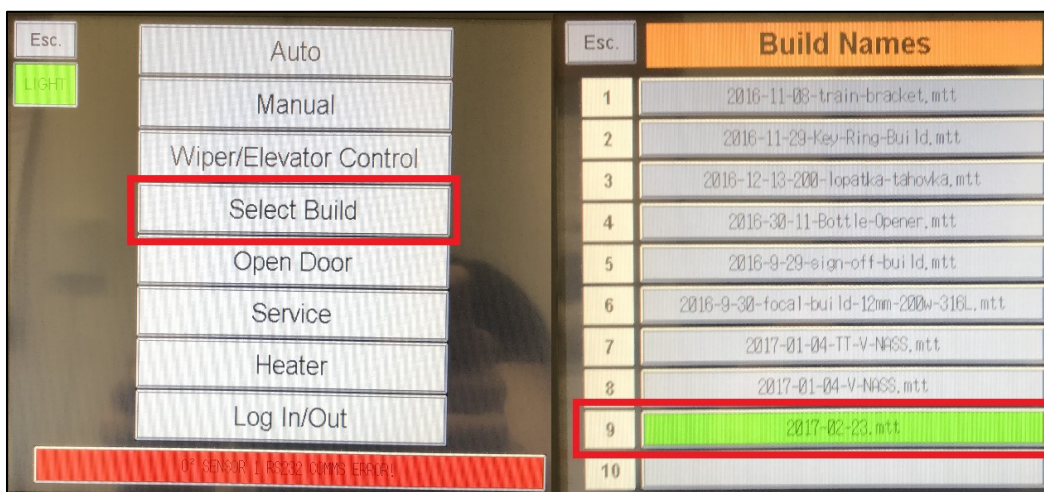 Esc.
LIGHT
Auto
Manual
Wiper/Elevator Control
Select Build
Open Door
Service
Heater
Log In/Out
O² SENSOR 1 RS232 COMMS ERROR!
Esc.
Build Names
1 2016-11-08-train-bracket.mtt
2 2016-11-29-Key-Ring-Build.mtt
3 2016-12-13-200-lopatka-tahovka.mtt
4 2016-30-11-Bottle-Opener.mtt
5 2016-9-29-sign-off-build.mtt
6 2016-9-30-focal-build-12mm-200w-316L.mtt
7 2017-01-04-TT-V-NASS.mtt
8 2017-01-04-V-NASS.mtt
9 2017-02-23.mtt
10